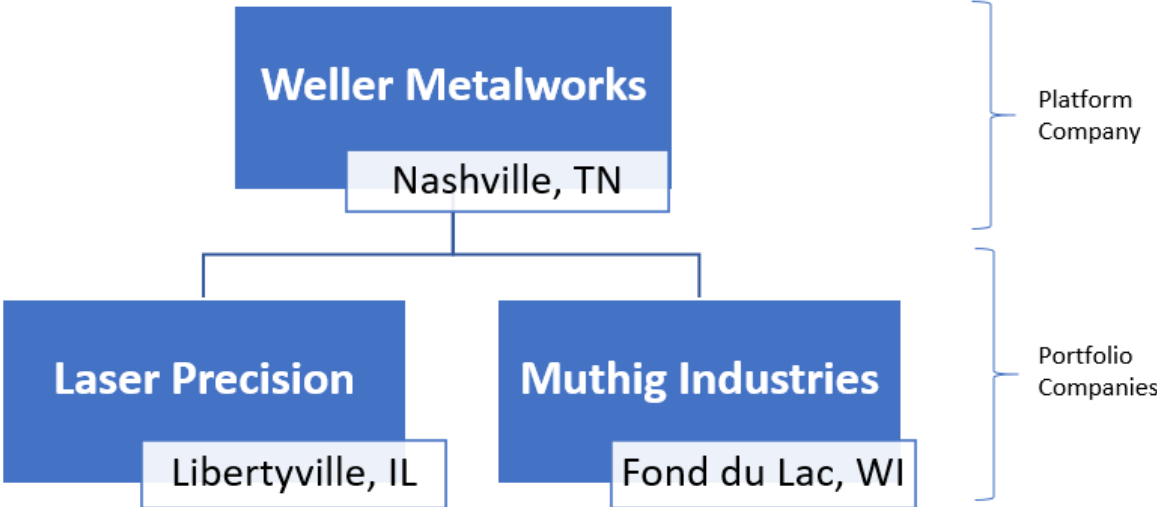 Weller Metalworks
Nashville, TN
Platform
Company
Laser Precision
Muthig Industries
Libertyville, IL
Fond du Lac, WI
Portfolio
Companies